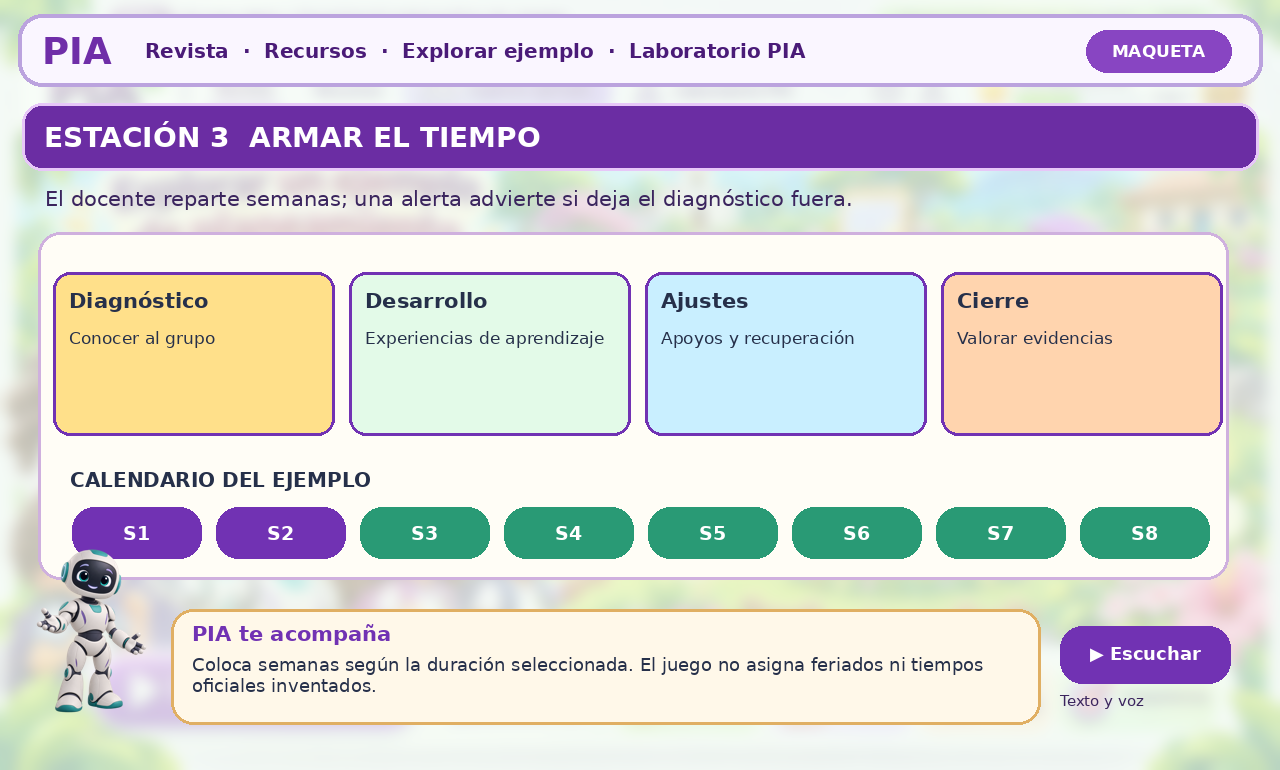 PIA Revista · Recursos · Explorar ejemplo · Laboratorio PIA MAQUETA
ESTACIÓN 3 ARMAR EL TIEMPO
El docente reparte semanas; una alerta advierte si deja el diagnóstico fuera.
Diagnóstico
Conocer al grupo
Desarrollo
Experiencias de aprendizaje
Ajustes
Apoyos y recuperación
Cierre
Valorar evidencias
CALENDARIO DEL EJEMPLO
S1 S2 S3 S4 S5 S6 S7 S8
PIA te acompaña
Coloca semanas según la duración seleccionada. El juego no asigna feriados ni tiempos
oficiales inventados.
▶ Escuchar
Texto y voz